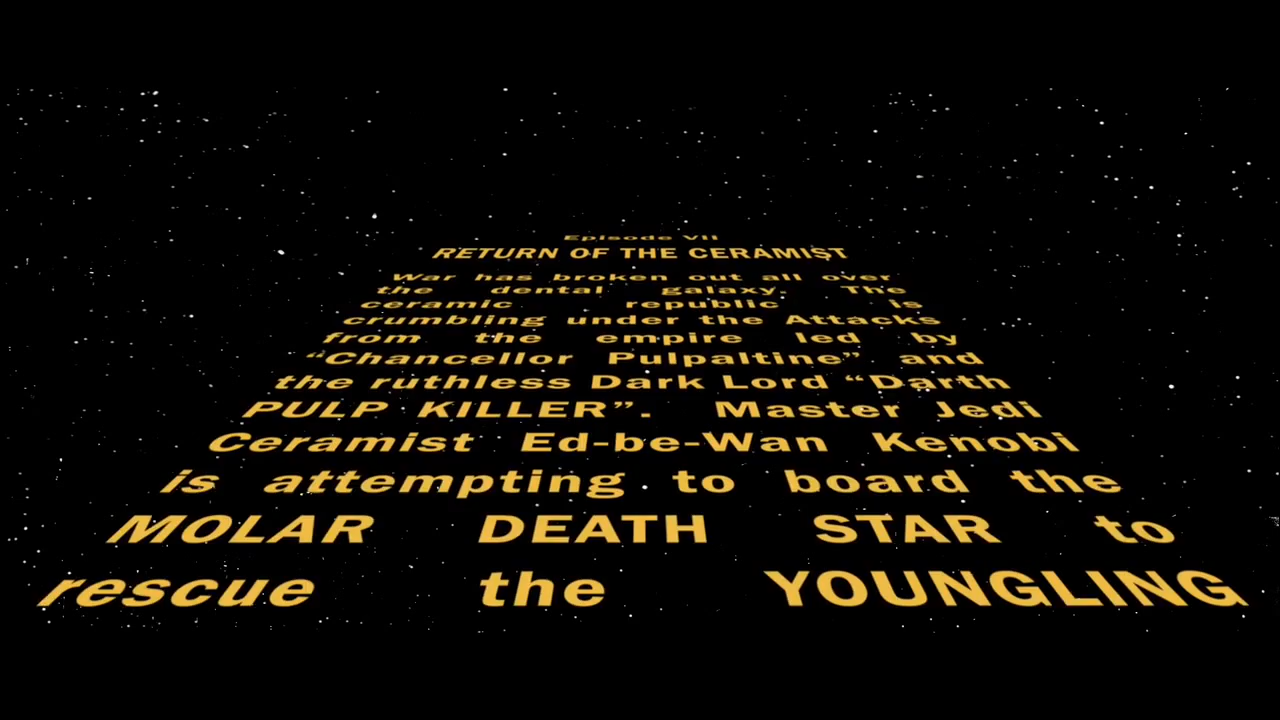 Episode VII
RETURN OF THE CERAMIST
War has broken out all over
the dental galaxy. The
ceramic republic is
crumbling under the Attacks
from the empire led by
“Chancellor Pulpaltine” and
the ruthless Dark Lord “Darth
PULP KILLER”. Master Jedi
Ceramist Ed-be-Wan Kenobi
is attempting to board the
MOLAR DEATH STAR to
rescue the YOUNGLING